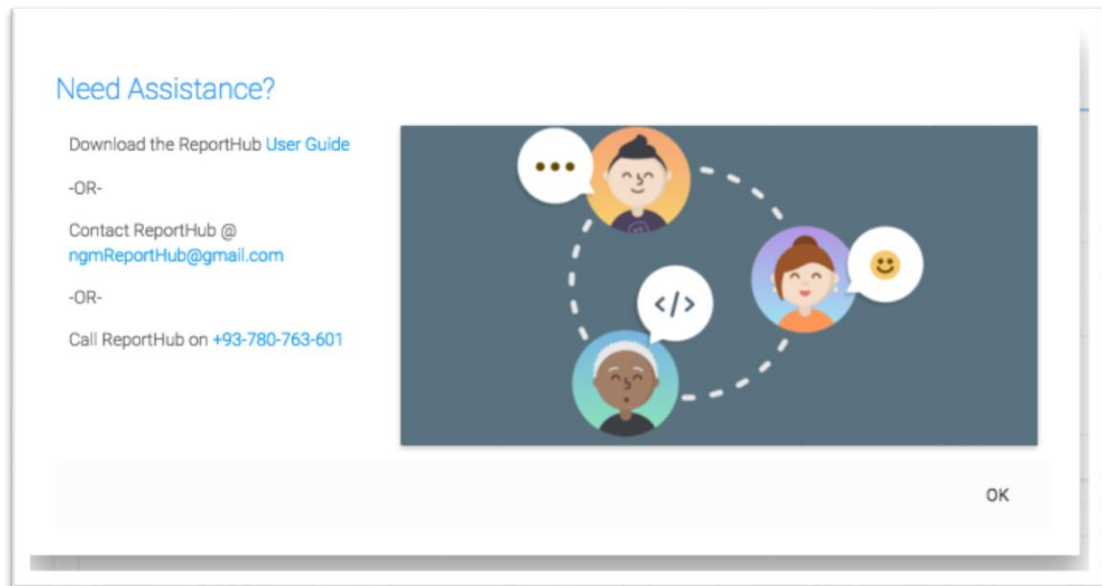 Need Assistance?
Download the ReportHub User Guide
-OR-
Contact ReportHub @
ngmReportHub@gmail.com
-OR-
Call ReportHub on +93-780-763-601
</>
OK